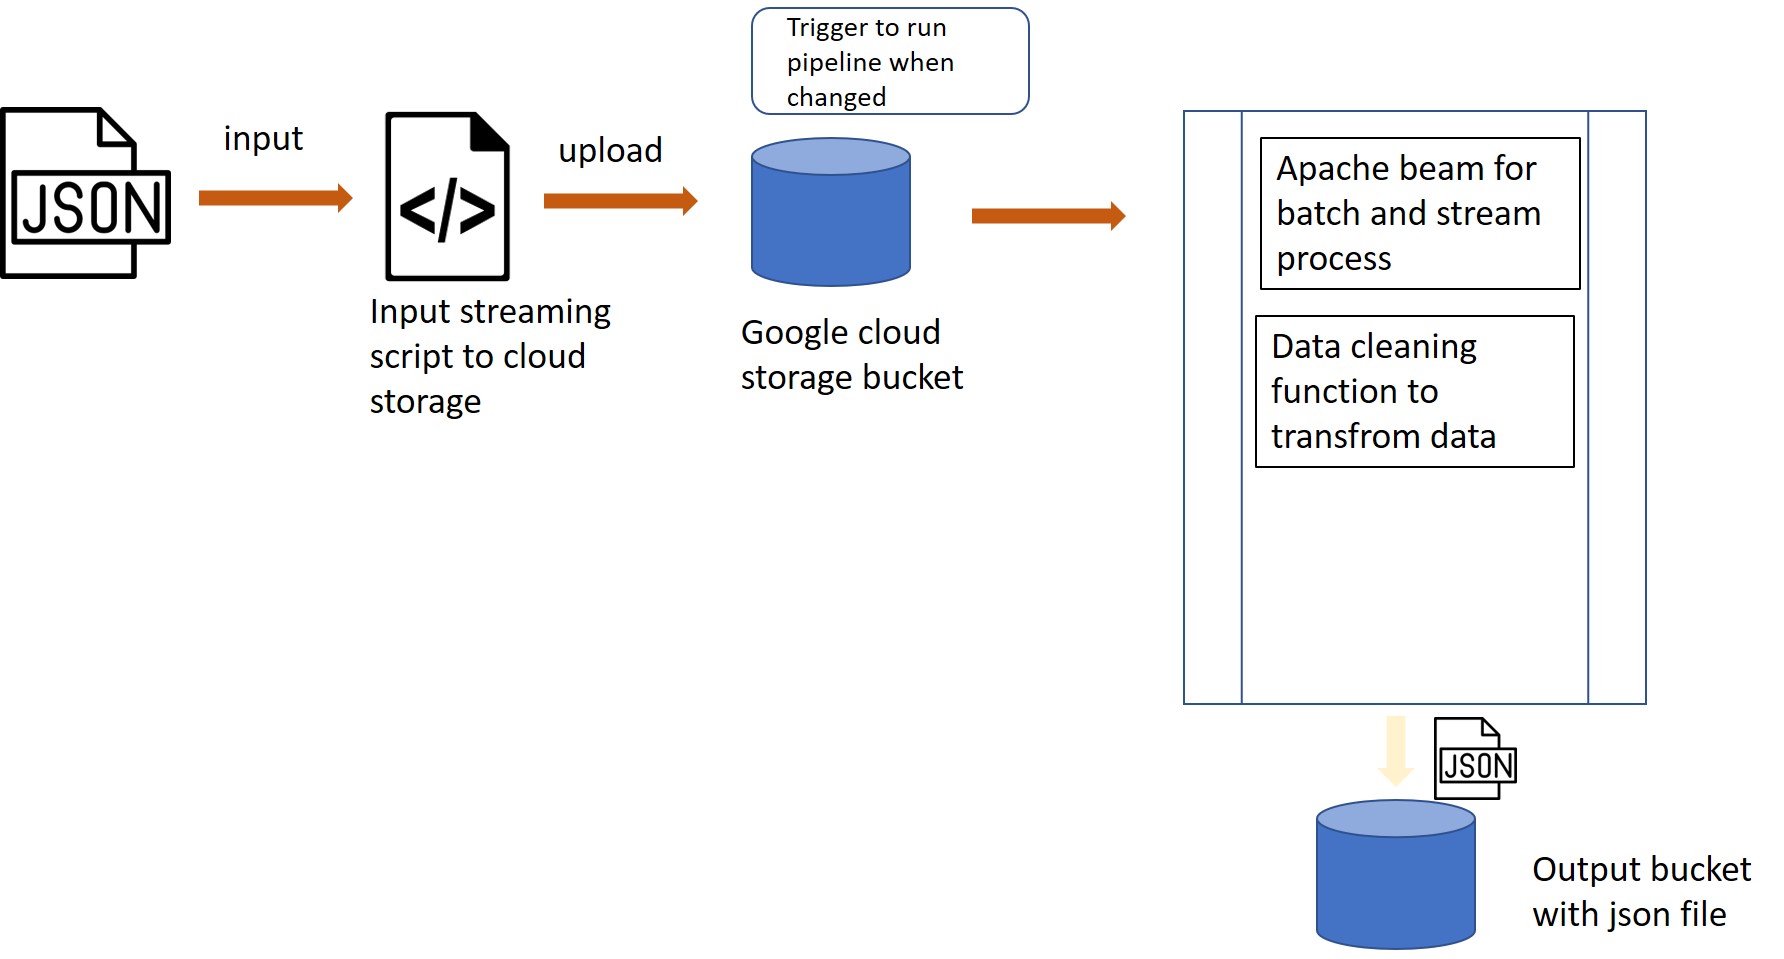 Trigger to run
pipeline when
changed
input
upload
JSON
</>
Input streaming
script to cloud
storage
Google cloud
storage bucket
Apache beam for
batch and stream
process
Data cleaning
function to
transfrom data
JSON
Output bucket
with json file